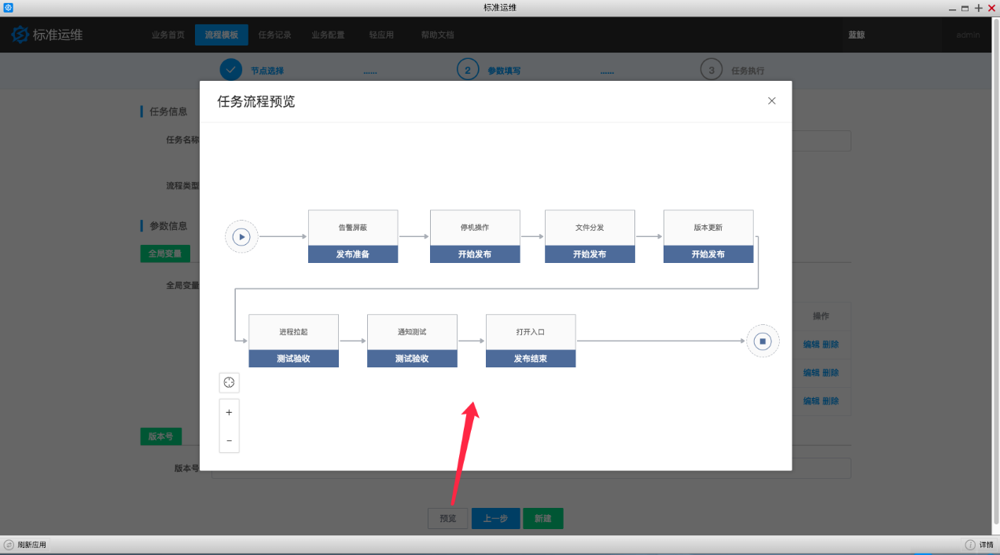 标准运维
标准运维 业务首页 流程模板 任务记录 业务配置 轻应用 帮助文档 蓝鲸 admin
节点选择 ...... 2 参数填写 ...... 3 任务执行
任务流程预览
任务信息
任务名称
流程类型
参数信息
全局变量
全局变量
告警屏蔽 停机操作 文件分发 版本更新
发布准备 开始发布 开始发布 开始发布
进程拉起 通知测试 打开入口
测试验收 测试验收 发布结束
操作
编辑 删除
编辑 删除
编辑 删除
版本号
版本号
预览 上一步 新建
刷新应用 详情